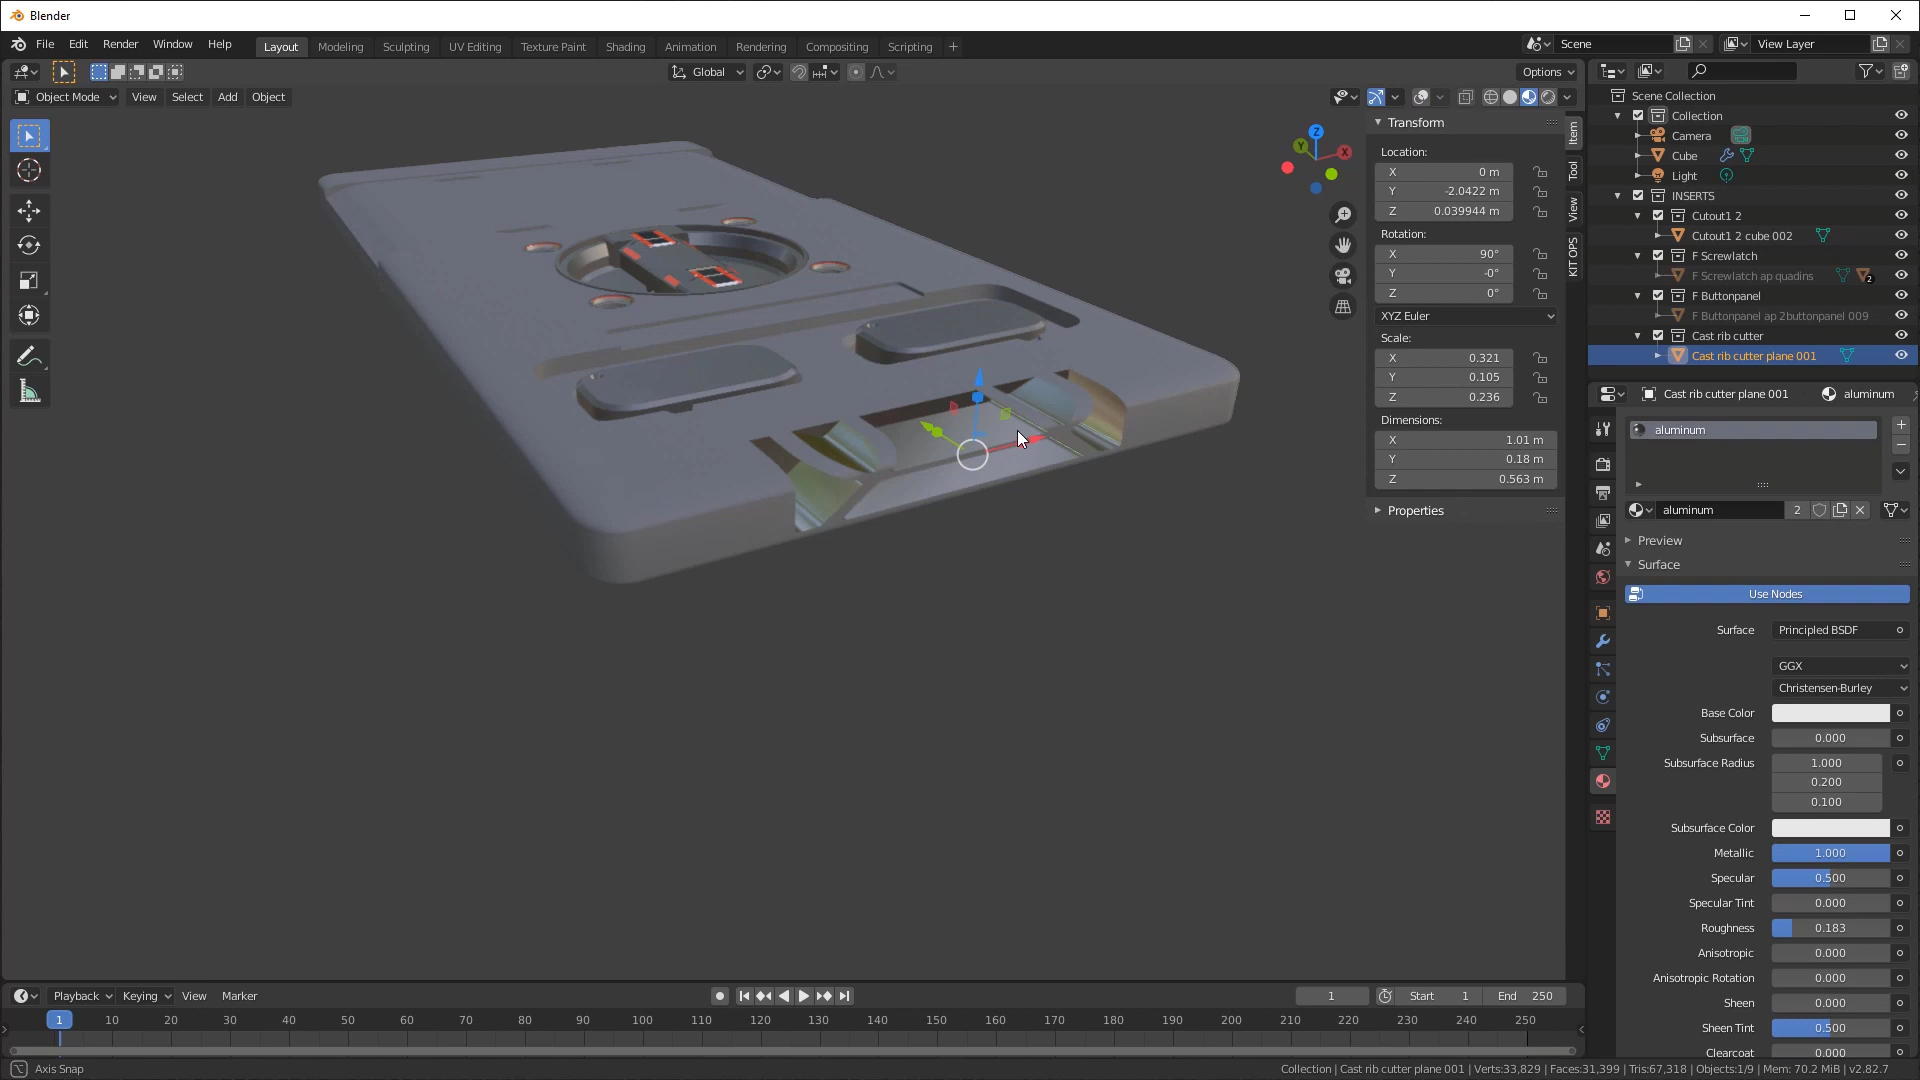 Blender
File Edit Render Window Help Layout Modeling Sculpting UV Editing Texture Paint Shading Animation Rendering Compositing Scripting + Scene View Layer
Global Options
Object Mode View Select Add Object
Z
Y X
Transform
Location:
X 0 m
Y -2.0422 m
Z 0.039944 m
Rotation:
X 90°
Y -0°
Z 0°
XYZ Euler
Scale:
X 0.321
Y 0.105
Z 0.236
Dimensions:
X 1.01 m
Y 0.18 m
Z 0.563 m
Properties
Item
Tool
View
KIT OPS
Scene Collection
Collection
Camera
Cube
Light
INSERTS
Cutout1 2
Cutout1 2 cube 002
F Screwlatch
F Screwlatch ap quadins 2
F Buttonpanel
F Buttonpanel ap 2buttonpanel 009
Cast rib cutter
Cast rib cutter plane 001
Cast rib cutter plane 001 aluminum
aluminum
aluminum 2
Preview
Surface
Use Nodes
Surface Principled BSDF
GGX
Christensen-Burley
Base Color
Subsurface 0.000
Subsurface Radius 1.000
0.200
0.100
Subsurface Color
Metallic 1.000
Specular 0.500
Specular Tint 0.000
Roughness 0.183
Anisotropic 0.000
Anisotropic Rotation 0.000
Sheen 0.000
Sheen Tint 0.500
Clearcoat 0.000
Playback Keying View Marker 1 Start 1 End 250
1 10 20 30 40 50 60 70 80 90 100 110 120 130 140 150 160 170 180 190 200 210 220 230 240 250
Axis Snap
Collection | Cast rib cutter plane 001 | Verts:33,829 | Faces:31,399 | Tris:67,318 | Objects:1/9 | Mem: 70.2 MiB | v2.82.7